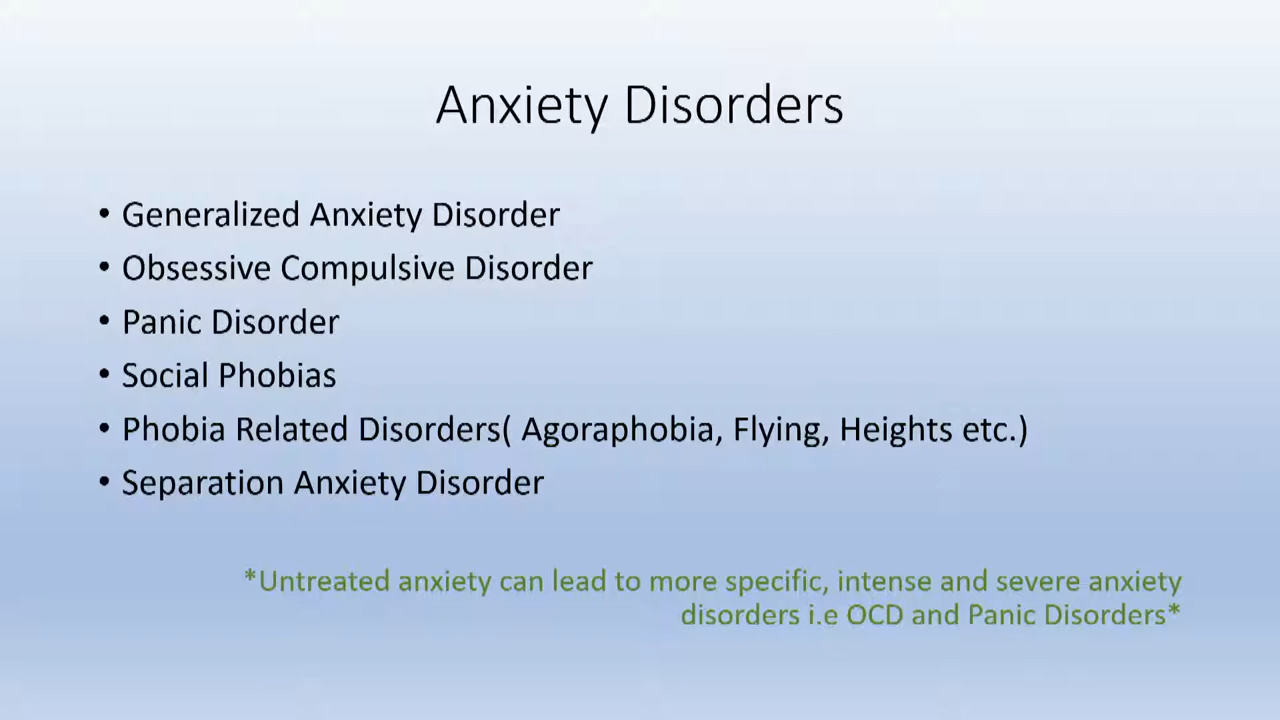 Anxiety Disorders
• Generalized Anxiety Disorder
• Obsessive Compulsive Disorder
• Panic Disorder
• Social Phobias
• Phobia Related Disorders( Agoraphobia, Flying, Heights etc.)
• Separation Anxiety Disorder
*Untreated anxiety can lead to more specific, intense and severe anxiety
disorders i.e OCD and Panic Disorders*